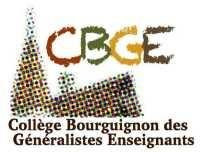 CBGE
Collège Bourguignon des
Généralistes Enseignants